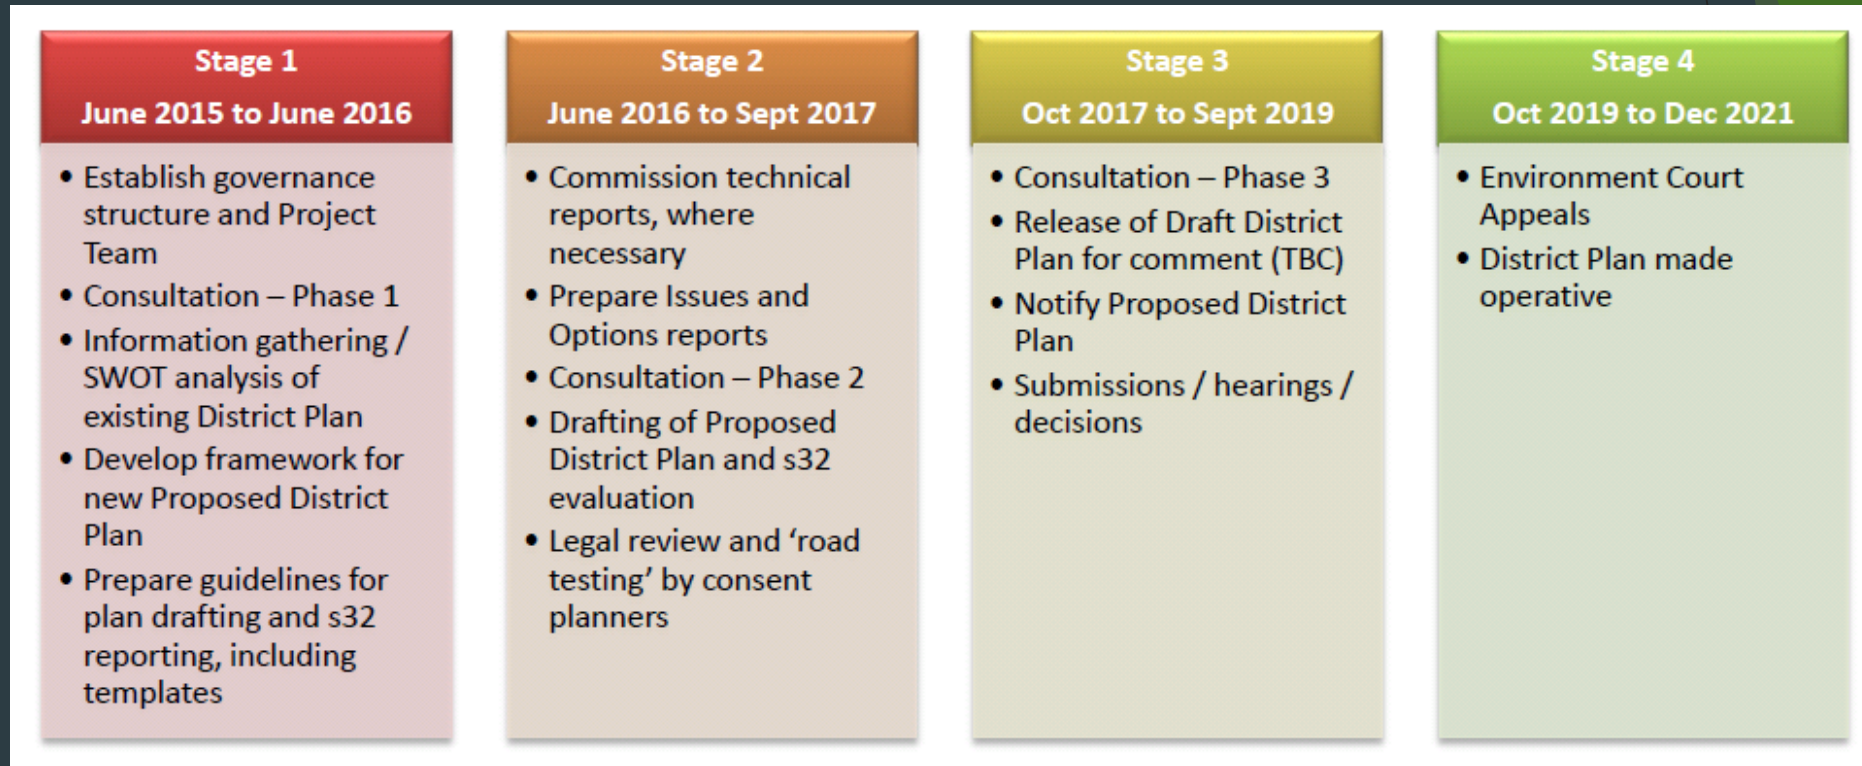 Stage 1
June 2015 to June 2016
• Establish governance
structure and Project
Team
• Consultation – Phase 1
• Information gathering /
SWOT analysis of
existing District Plan
• Develop framework for
new Proposed District
Plan
• Prepare guidelines for
plan drafting and s32
reporting, including
templates
Stage 2
June 2016 to Sept 2017
• Commission technical
reports, where
necessary
• Prepare Issues and
Options reports
• Consultation – Phase 2
• Drafting of Proposed
District Plan and s32
evaluation
• Legal review and ‘road
testing’ by consent
planners
Stage 3
Oct 2017 to Sept 2019
• Consultation – Phase 3
• Release of Draft District
Plan for comment (TBC)
• Notify Proposed District
Plan
• Submissions / hearings /
decisions
Stage 4
Oct 2019 to Dec 2021
• Environment Court
Appeals
• District Plan made
operative